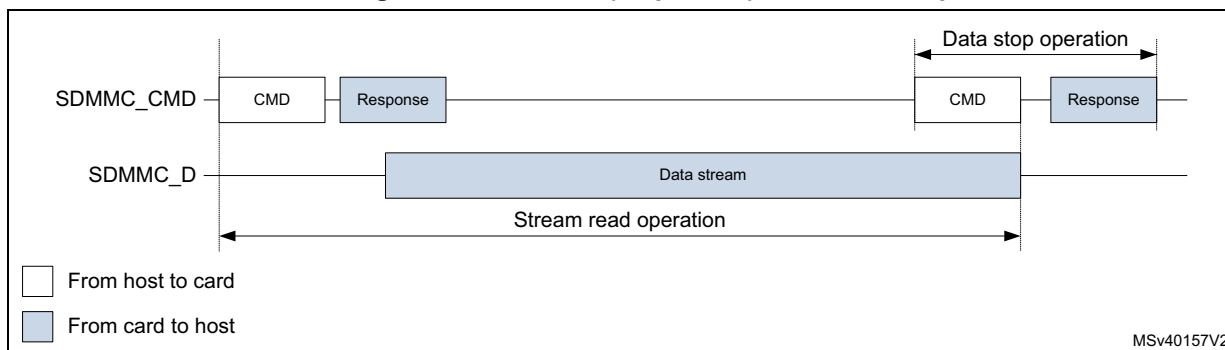 Data stop operation
SDMMC_CMD CMD Response CMD Response
SDMMC_D Data stream
Stream read operation
From host to card
From card to host
MSv40157V2